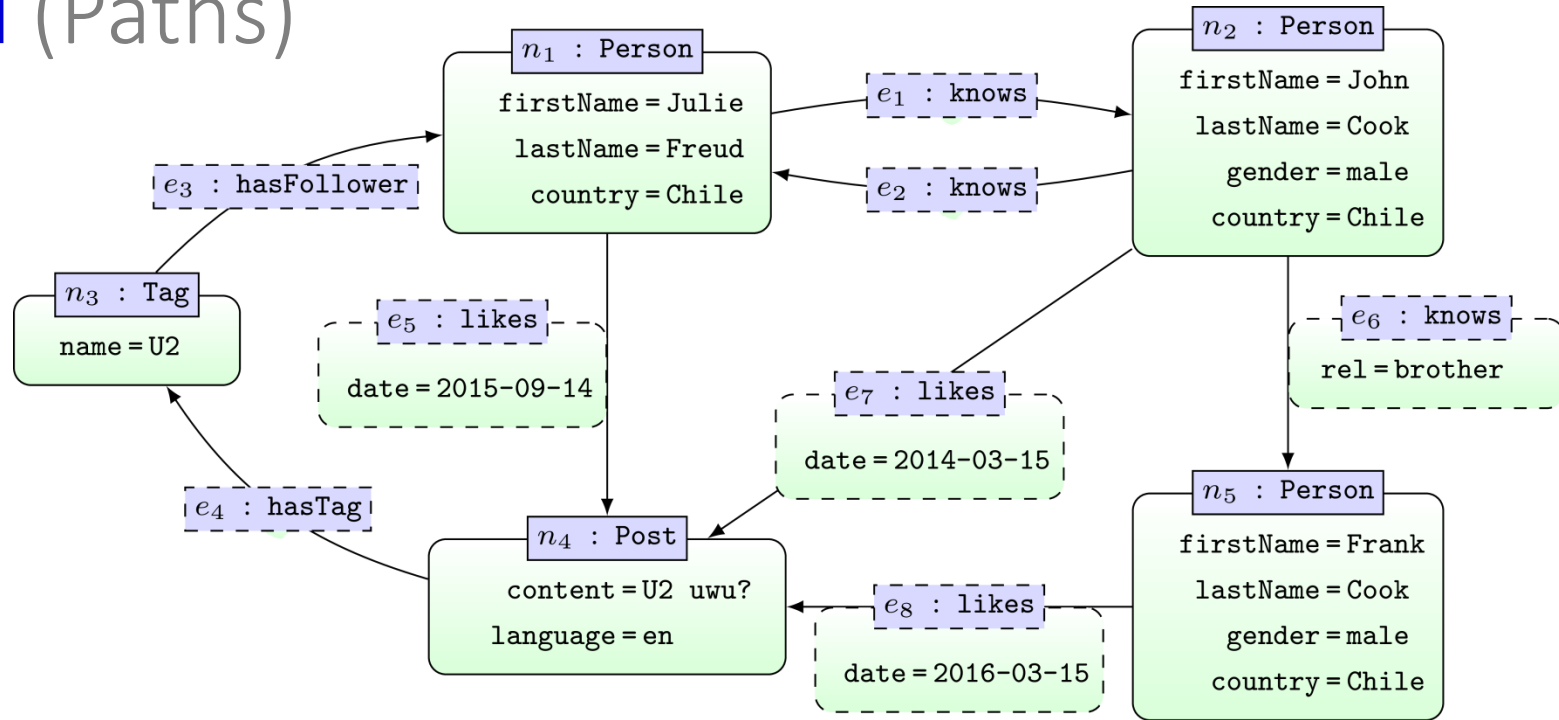 (Paths)
n₁ : Person
firstName = Julie
lastName = Freud
country = Chile
e₁ : knows
e₂ : knows
n₂ : Person
firstName = John
lastName = Cook
gender = male
country = Chile
e₃ : hasFollower
n₃ : Tag
name = U2
e₅ : likes
date = 2015-09-14
e₇ : likes
date = 2014-03-15
e₆ : knows
rel = brother
e₄ : hasTag
n₄ : Post
content = U2 uwu?
language = en
e₈ : likes
date = 2016-03-15
n₅ : Person
firstName = Frank
lastName = Cook
gender = male
country = Chile